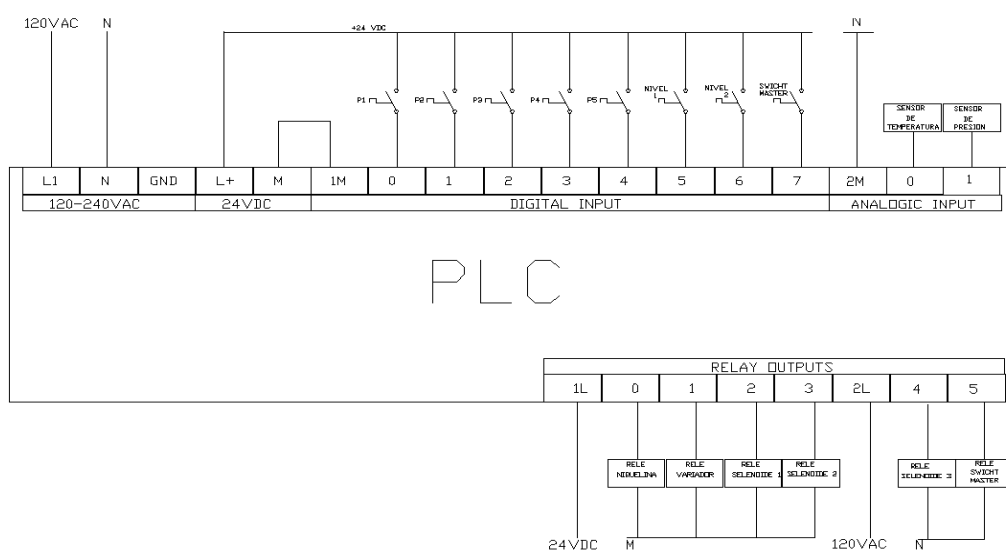 120VAC N
+24 VDC
N
P1
P2
P3
P4
P5
NIVEL
1
NIVEL
2
SWICHT
MASTER
SENSOR
DE
TEMPERATURA
SENSOR
DE
PRESION
L1 N GND L+ M 1M 0 1 2 3 4 5 6 7 2M 0 1
120-240VAC 24VDC DIGITAL INPUT ANALOGIC INPUT
PLC
RELAY OUTPUTS
1L 0 1 2 3 2L 4 5
RELE
NIQUELINA
RELE
VARIADOR
RELE
SELENOIDE 1
RELE
SELENOIDE 2
RELE
SELENOIDE 3
RELE
SWICHT
MASTER
24VDC M 120VAC N